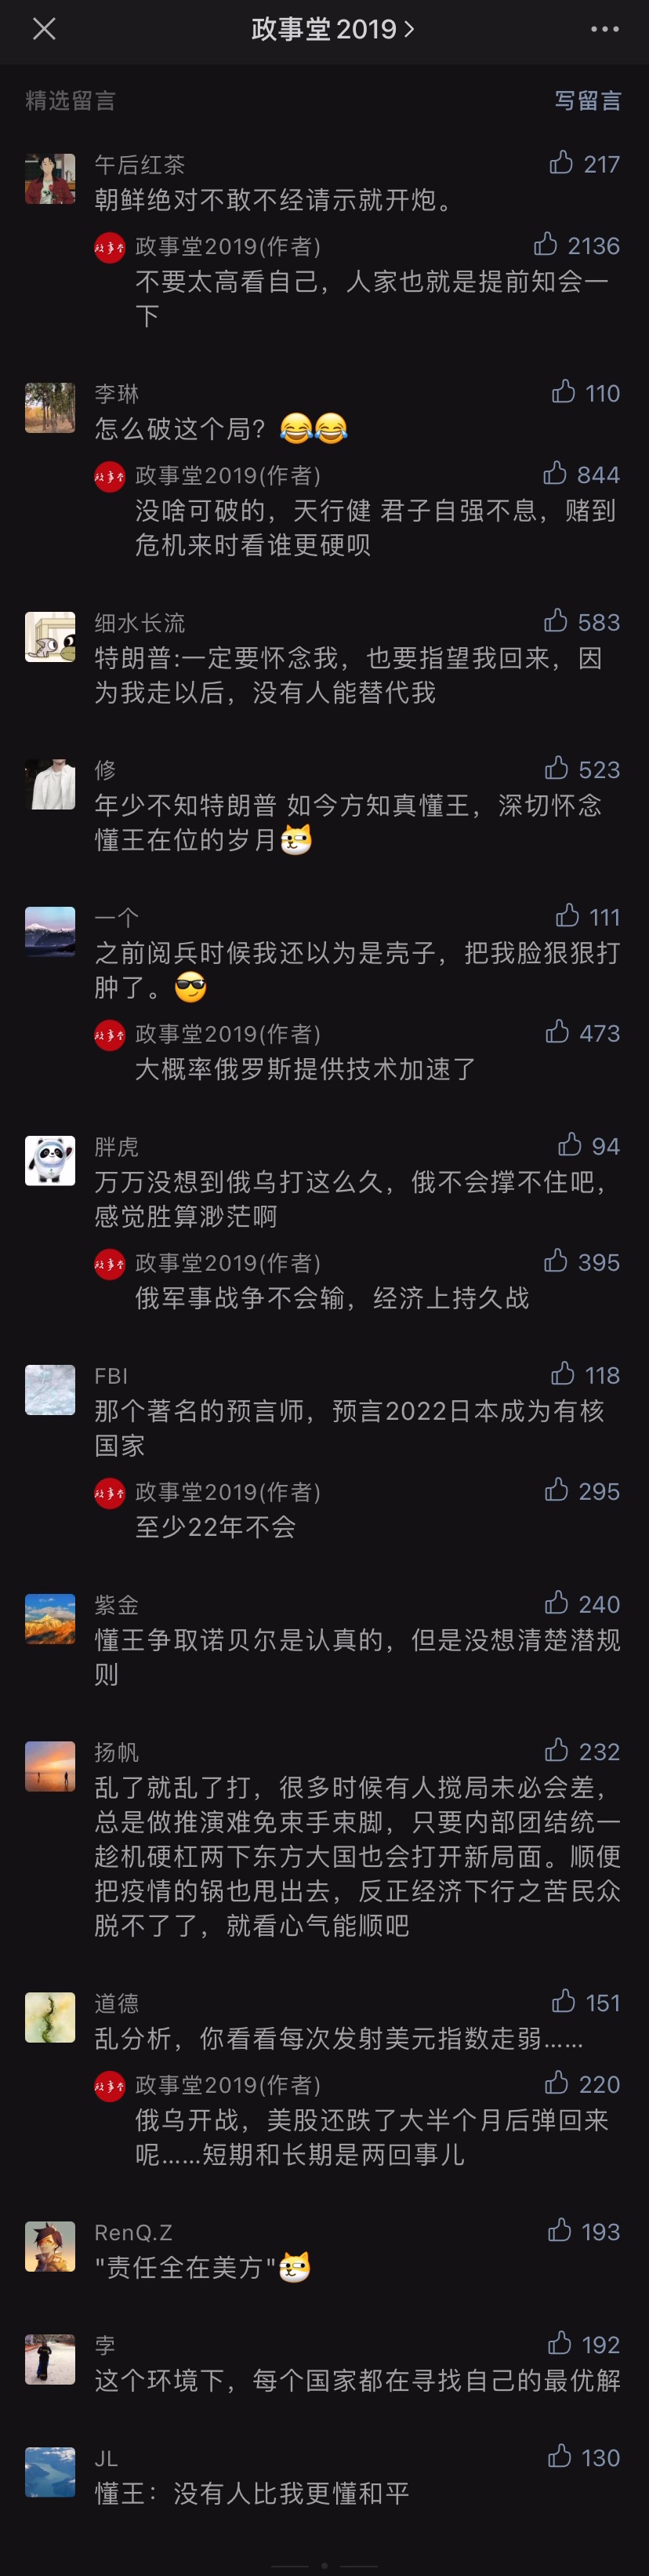 政事堂2019
精选留言 写留言
午后红茶 217
朝鲜绝对不敢不经请示就开炮。
政事堂2019(作者) 2136
不要太高看自己，人家也就是提前知会一
下
李琳 110
怎么破这个局？😂😂
政事堂2019(作者) 844
没啥可破的，天行健 君子自强不息，赌到
危机来时看谁更硬呗
细水长流 583
特朗普:一定要怀念我，也要指望我回来，因
为我走以后，没有人能替代我
修 523
年少不知特朗普 如今方知真懂王，深切怀念
懂王在位的岁月
一个 111
之前阅兵时候我还以为是壳子，把我脸狠狠打
肿了。😎
政事堂2019(作者) 473
大概率俄罗斯提供技术加速了
胖虎 94
万万没想到俄乌打这么久，俄不会撑不住吧，
感觉胜算渺茫啊
政事堂2019(作者) 395
俄军事战争不会输，经济上持久战
FBI 118
那个著名的预言师，预言2022日本成为有核
国家
政事堂2019(作者) 295
至少22年不会
紫金 240
懂王争取诺贝尔是认真的，但是没想清楚潜规
则
扬帆 232
乱了就乱了打，很多时候有人搅局未必会差，
总是做推演难免束手束脚，只要内部团结统一
趁机硬杠两下东方大国也会打开新局面。顺便
把疫情的锅也甩出去，反正经济下行之苦民众
脱不了了，就看心气能顺吧
道德 151
乱分析，你看看每次发射美元指数走弱……
政事堂2019(作者) 220
俄乌开战，美股还跌了大半个月后弹回来
呢……短期和长期是两回事儿
RenQ.Z 193
"责任全在美方"
孛 192
这个环境下，每个国家都在寻找自己的最优解
JL 130
懂王：没有人比我更懂和平